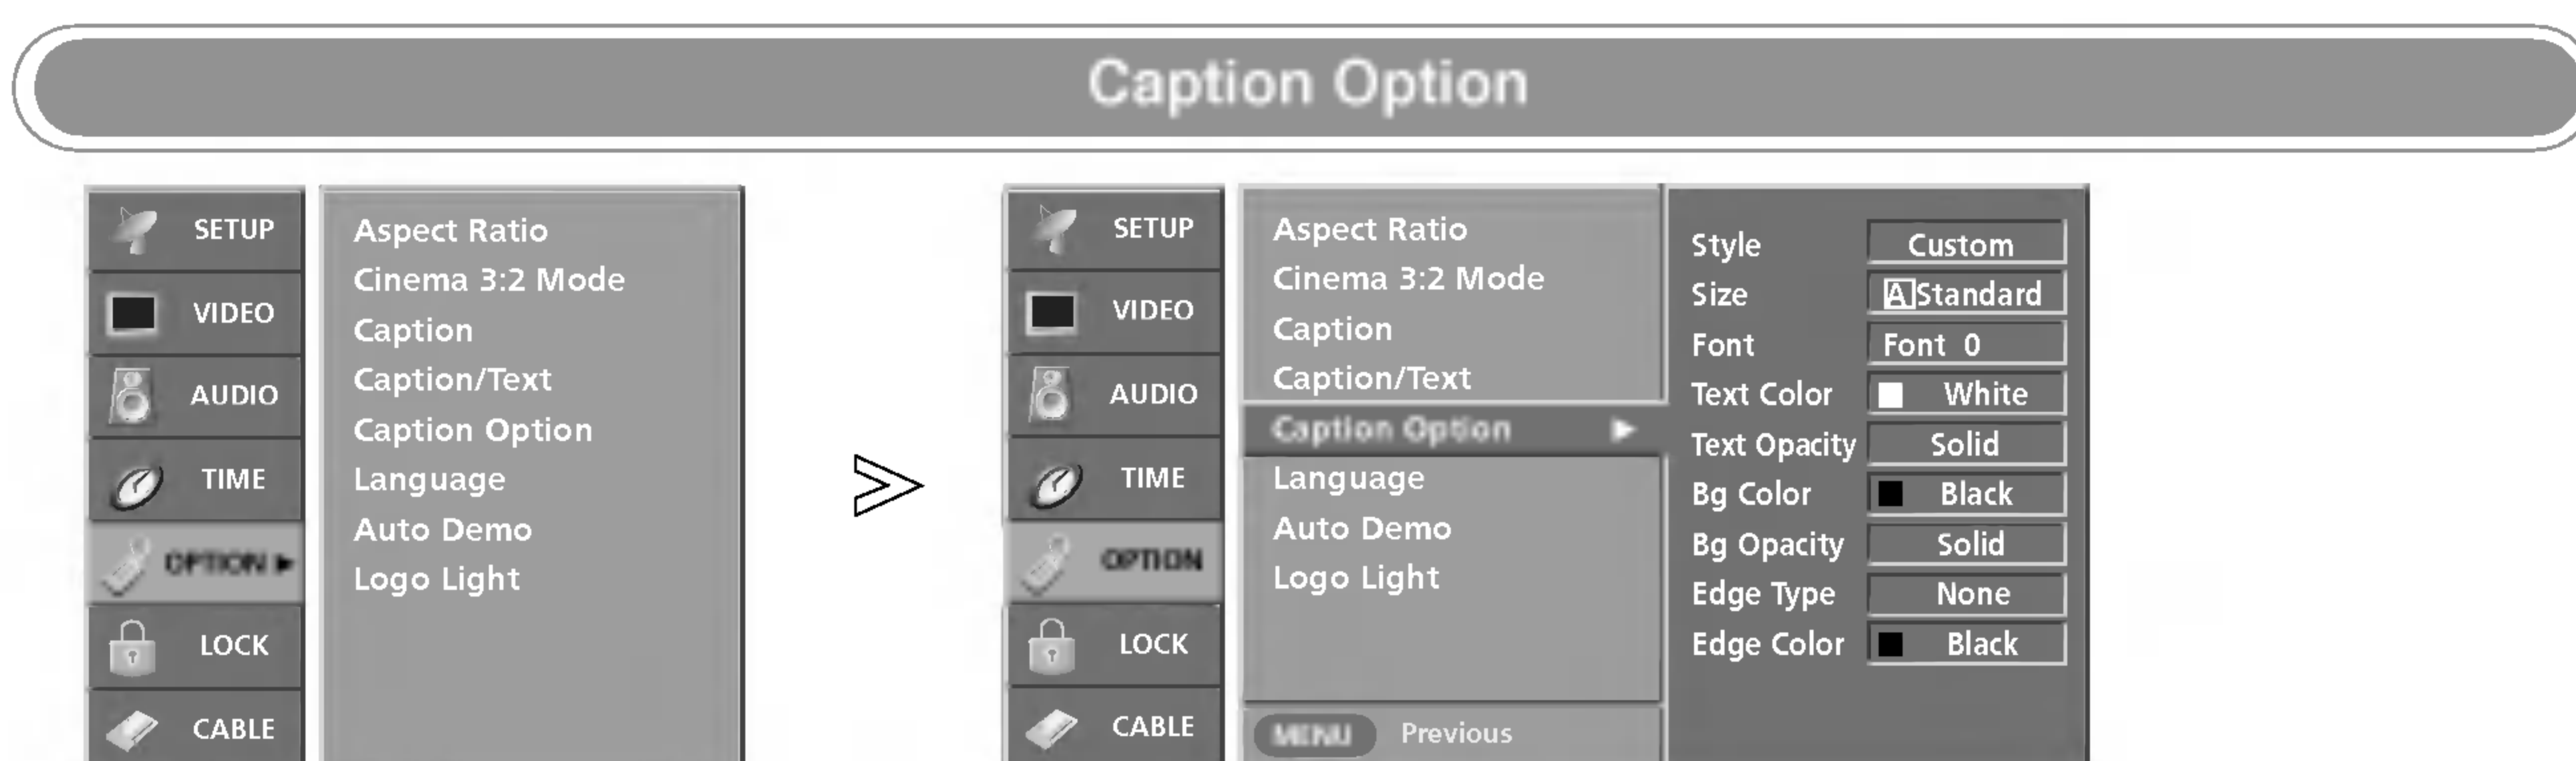 Caption Option
SETUP
VIDEO
AUDIO
TIME
OPTION
LOCK
CABLE
Aspect Ratio
Cinema 3:2 Mode
Caption
Caption/Text
Caption Option
Language
Auto Demo
Logo Light
SETUP
VIDEO
AUDIO
TIME
OPTION
LOCK
CABLE
Aspect Ratio
Cinema 3:2 Mode
Caption
Caption/Text
Caption Option
Language
Auto Demo
Logo Light
MENU Previous
Style Custom
Size A Standard
Font Font 0
Text Color White
Text Opacity Solid
Bg Color Black
Bg Opacity Solid
Edge Type None
Edge Color Black